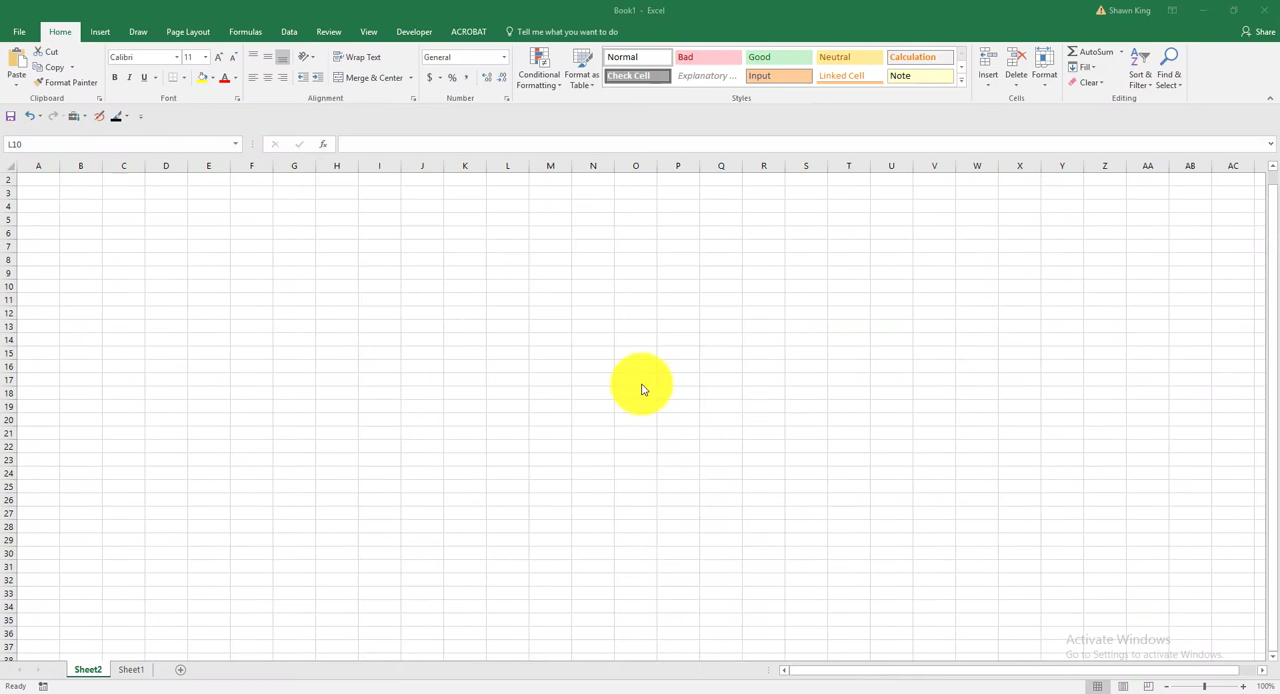 Book1 - Excel
Shawn King
File Home Insert Draw Page Layout Formulas Data Review View Developer ACROBAT Tell me what you want to do Share
Paste
Cut
Copy
Format Painter
Clipboard
Calibri 11
B I U
Font
Wrap Text
Merge & Center
Alignment
General
$ % ,
Number
Conditional Formatting
Format as Table
Normal Bad Good Neutral Calculation
Check Cell Explanatory ... Input Linked Cell Note
Styles
Insert Delete Format
Cells
AutoSum
Fill
Clear
Sort & Filter
Find & Select
Editing
L10 fx
A B C D E F G H I J K L M N O P Q R S T U V W X Y Z AA AB AC
2
3
4
5
6
7
8
9
10
11
12
13
14
15
16
17
18
19
20
21
22
23
24
25
26
27
28
29
30
31
32
33
34
35
36
37
38
Activate Windows
Go to Settings to activate Windows.
Sheet2 Sheet1
Ready 100%